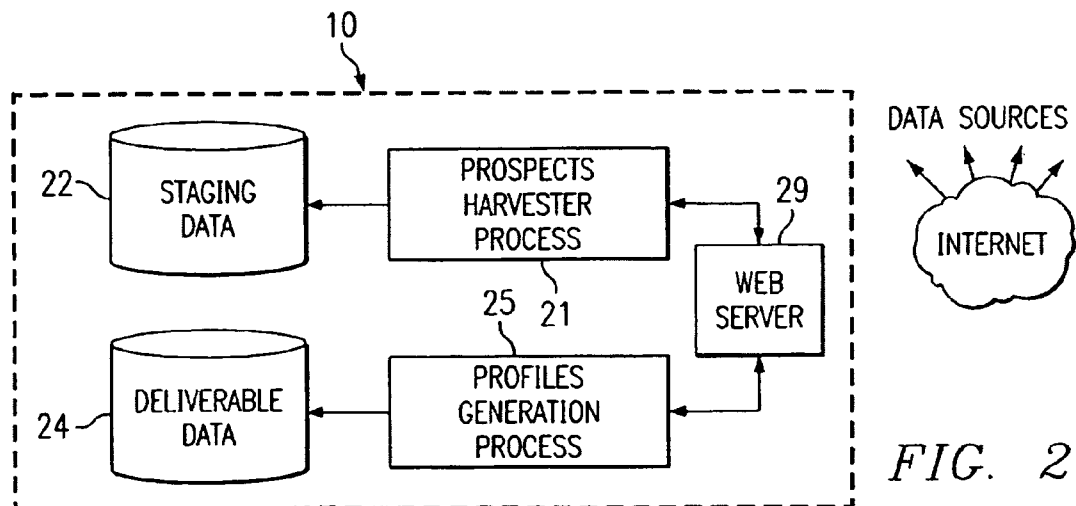 10
DATA SOURCES
22
STAGING
DATA
PROSPECTS
HARVESTER
PROCESS
29
INTERNET
WEB
SERVER
21
25
24
DELIVERABLE
DATA
PROFILES
GENERATION
PROCESS
FIG. 2